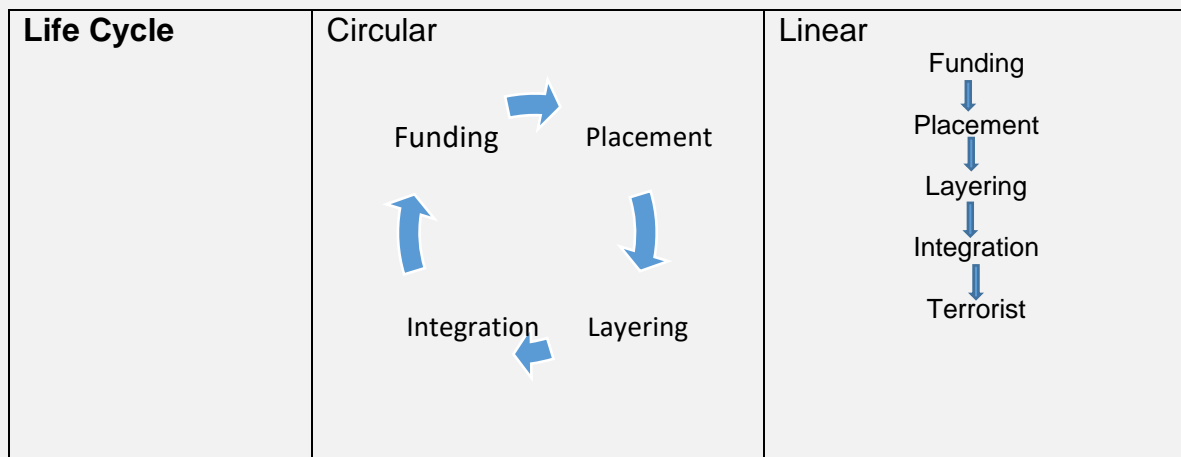 Life Cycle
Circular
Funding
Placement
Integration
Layering
Linear
Funding
Placement
Layering
Integration
Terrorist